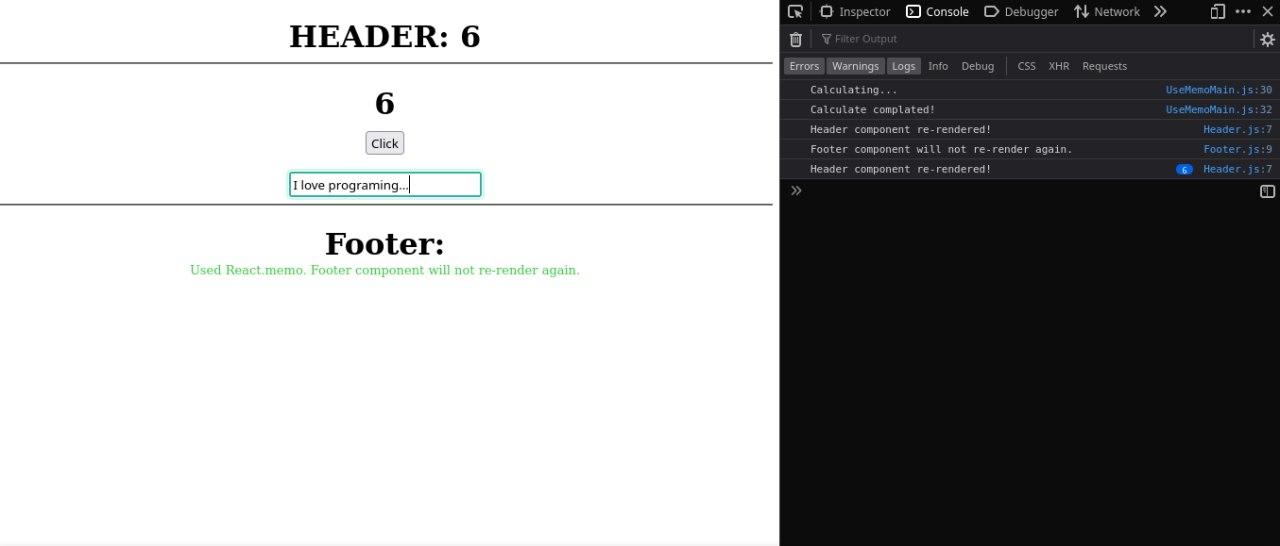 HEADER: 6
6
Click
I love programing...
Footer:
Used React.memo. Footer component will not re-render again.
Inspector Console Debugger Network
Filter Output
Errors Warnings Logs Info Debug CSS XHR Requests
Calculating... UseMemoMain.js:30
Calculate complated! UseMemoMain.js:32
Header component re-rendered! Header.js:7
Footer component will not re-render again. Footer.js:9
Header component re-rendered! 6 Header.js:7